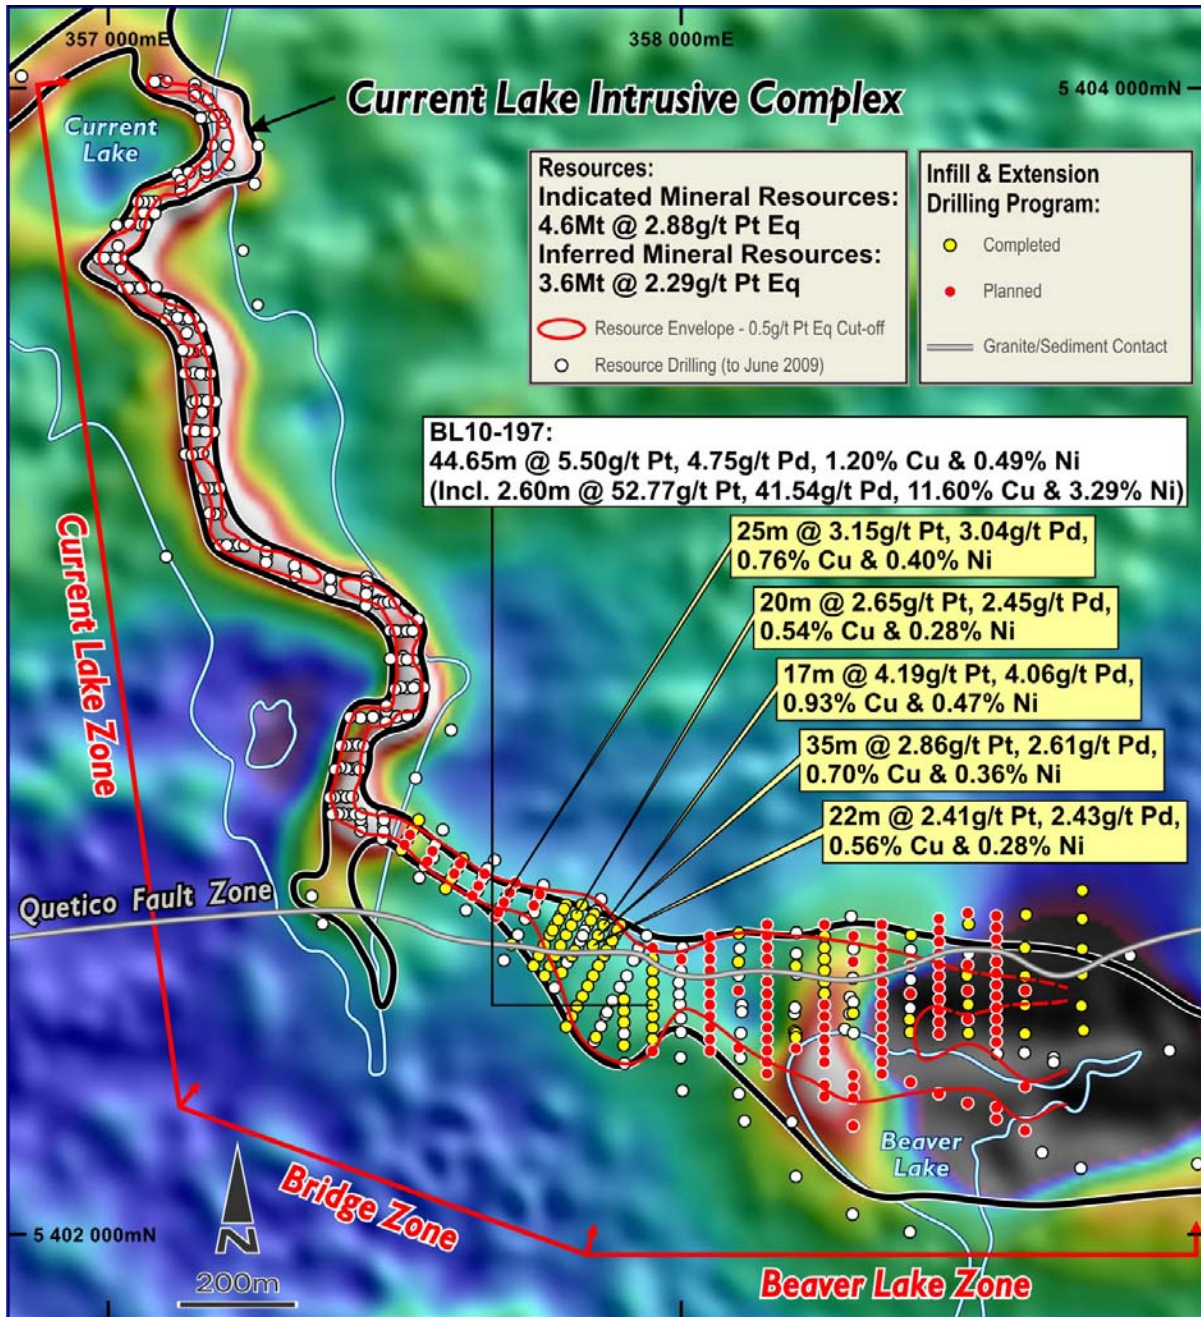 357 000mE
358 000mE
5 404 000mN
Current Lake Intrusive Complex
Current
Lake
Resources:
Indicated Mineral Resources:
4.6Mt @ 2.88g/t Pt Eq
Inferred Mineral Resources:
3.6Mt @ 2.29g/t Pt Eq
Resource Envelope - 0.5g/t Pt Eq Cut-off
Resource Drilling (to June 2009)
Infill & Extension
Drilling Program:
Completed
Planned
Granite/Sediment Contact
BL10-197:
44.65m @ 5.50g/t Pt, 4.75g/t Pd, 1.20% Cu & 0.49% Ni
(Incl. 2.60m @ 52.77g/t Pt, 41.54g/t Pd, 11.60% Cu & 3.29% Ni)
25m @ 3.15g/t Pt, 3.04g/t Pd,
0.76% Cu & 0.40% Ni
20m @ 2.65g/t Pt, 2.45g/t Pd,
0.54% Cu & 0.28% Ni
17m @ 4.19g/t Pt, 4.06g/t Pd,
0.93% Cu & 0.47% Ni
35m @ 2.86g/t Pt, 2.61g/t Pd,
0.70% Cu & 0.36% Ni
22m @ 2.41g/t Pt, 2.43g/t Pd,
0.56% Cu & 0.28% Ni
Current Lake Zone
Quetico Fault Zone
Beaver
Lake
Bridge Zone
5 402 000mN
N
200m
Beaver Lake Zone